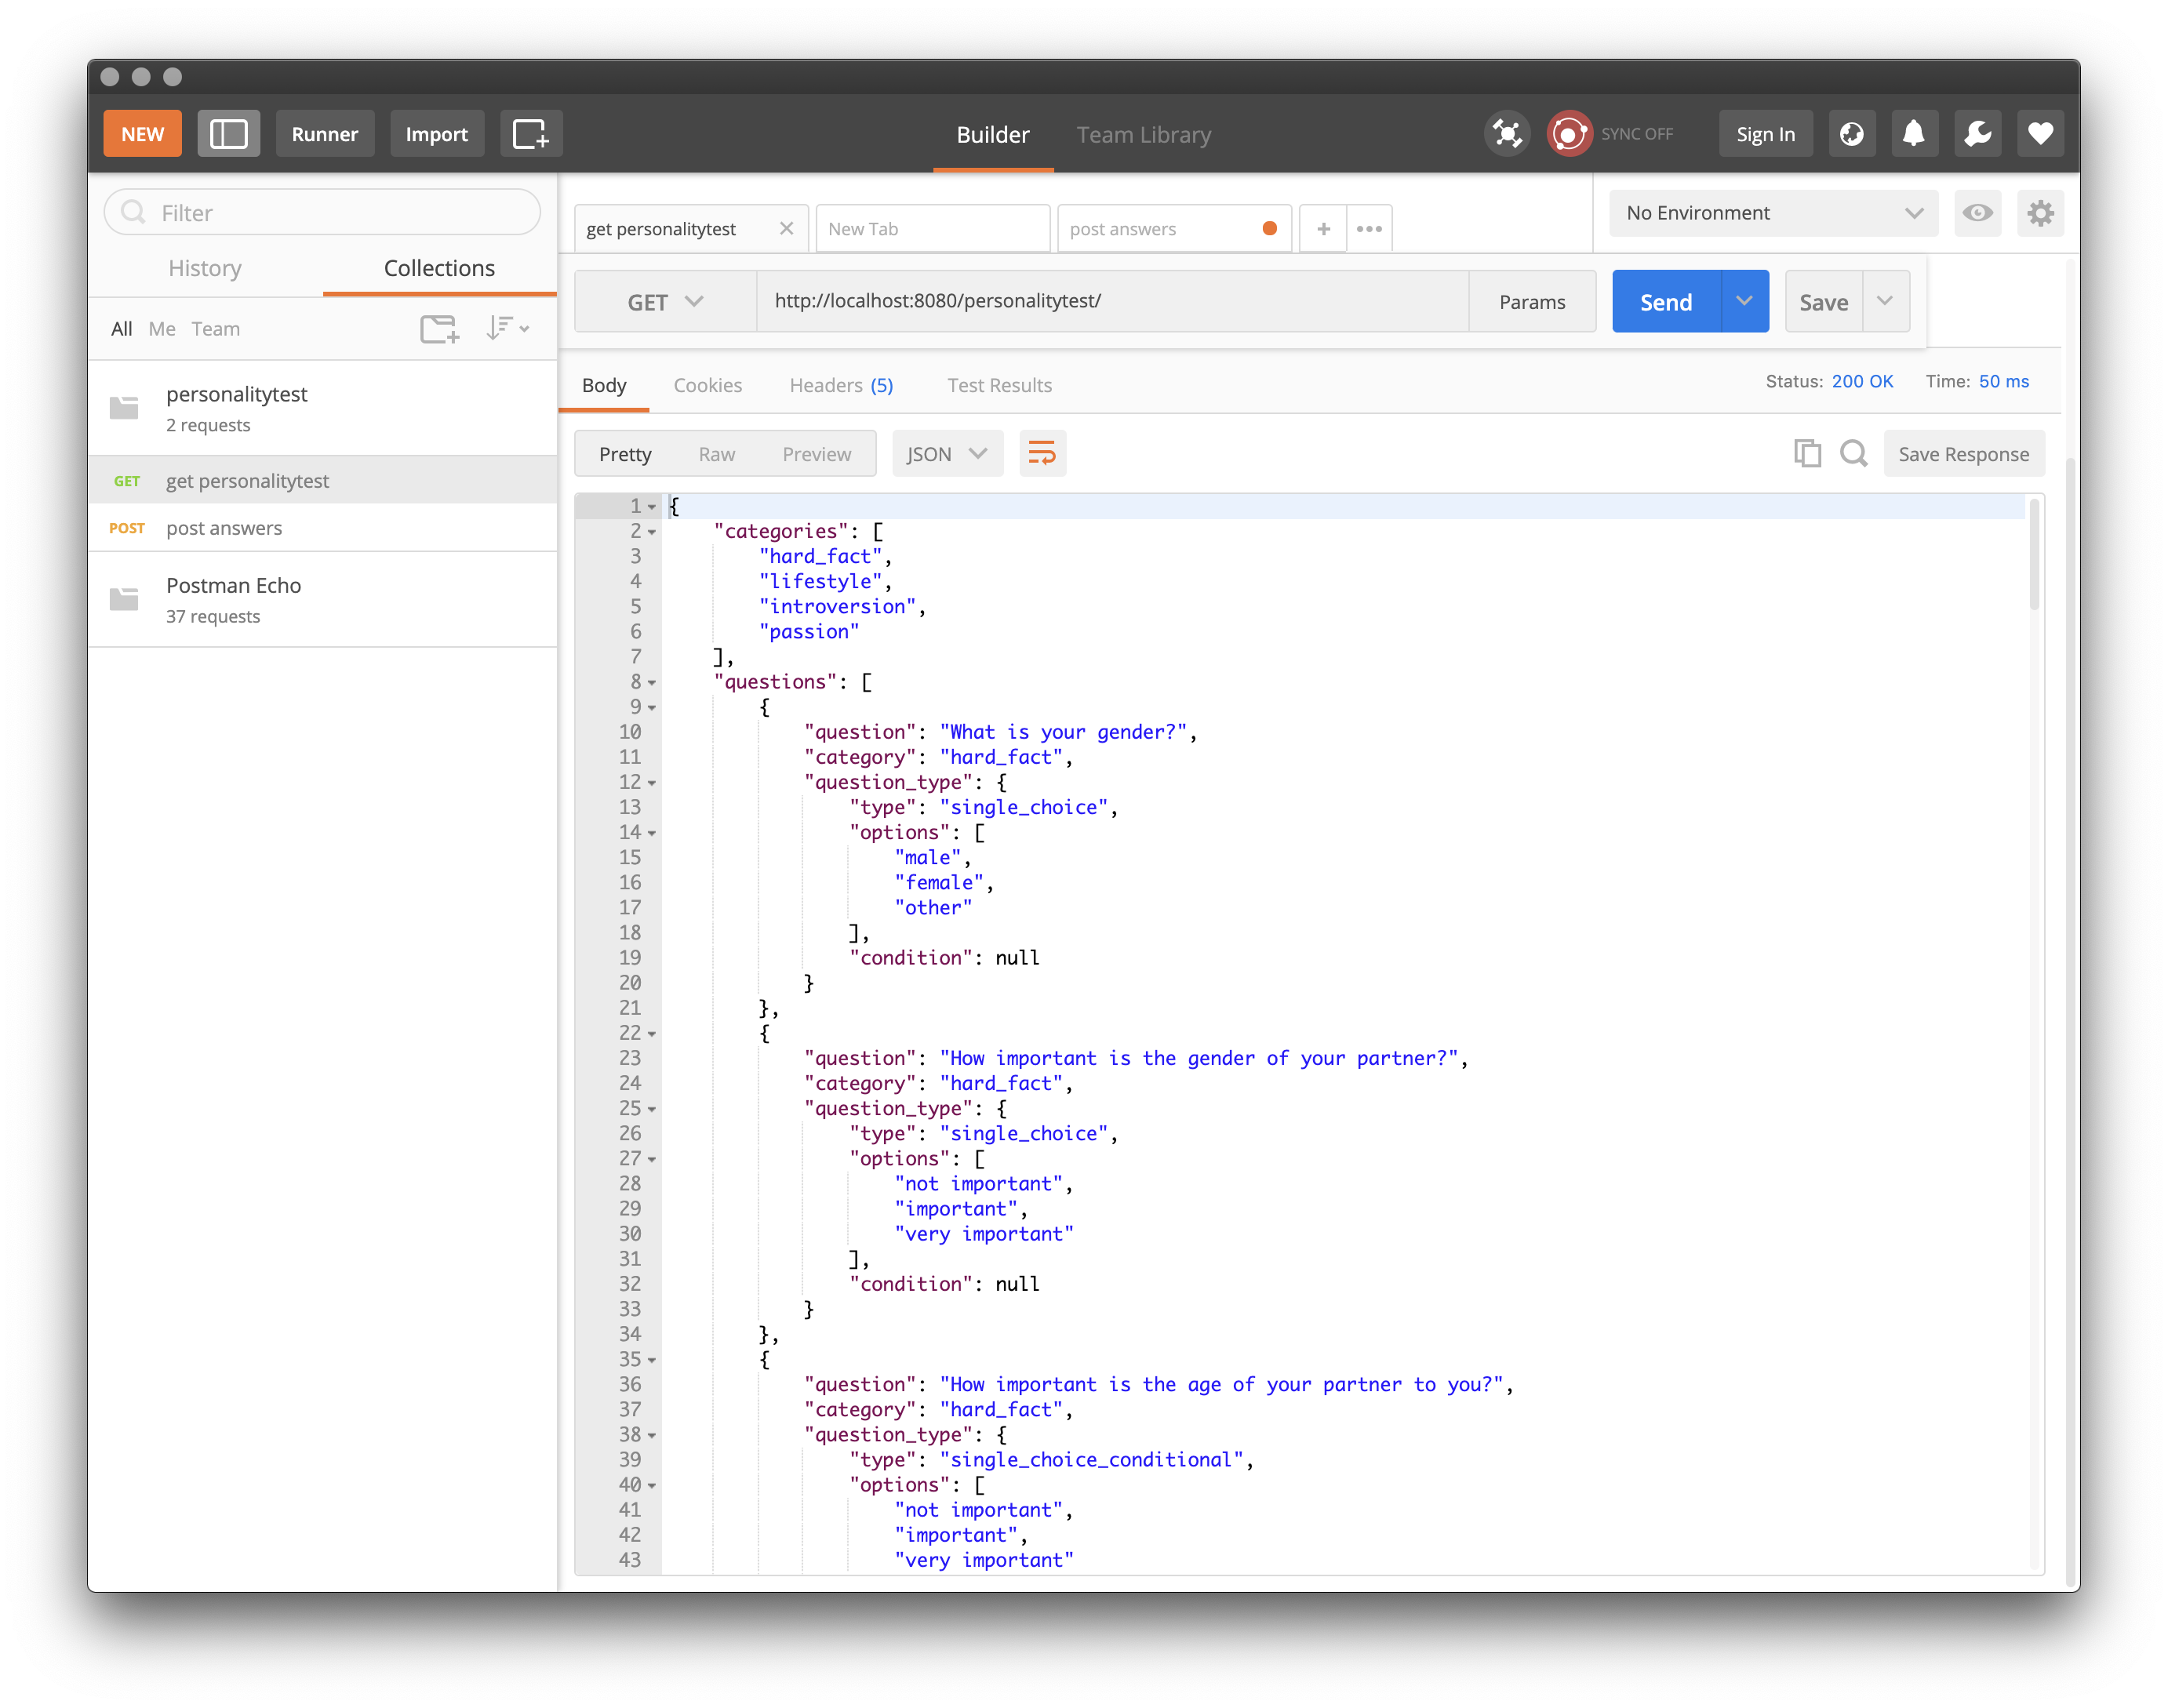 NEW Runner Import Builder Team Library SYNC OFF Sign In
Filter
History Collections
All Me Team
personalitytest
2 requests
GET get personalitytest
POST post answers
Postman Echo
37 requests
get personalitytest New Tab post answers + ••• No Environment
GET http://localhost:8080/personalitytest/ Params Send Save
Body Cookies Headers (5) Test Results Status: 200 OK Time: 50 ms
Pretty Raw Preview JSON Save Response
1 {
2 "categories": [
3 "hard_fact",
4 "lifestyle",
5 "introversion",
6 "passion"
7 ],
8 "questions": [
9 {
10 "question": "What is your gender?",
11 "category": "hard_fact",
12 "question_type": {
13 "type": "single_choice",
14 "options": [
15 "male",
16 "female",
17 "other"
18 ],
19 "condition": null
20 }
21 },
22 {
23 "question": "How important is the gender of your partner?",
24 "category": "hard_fact",
25 "question_type": {
26 "type": "single_choice",
27 "options": [
28 "not important",
29 "important",
30 "very important"
31 ],
32 "condition": null
33 }
34 },
35 {
36 "question": "How important is the age of your partner to you?",
37 "category": "hard_fact",
38 "question_type": {
39 "type": "single_choice_conditional",
40 "options": [
41 "not important",
42 "important",
43 "very important"